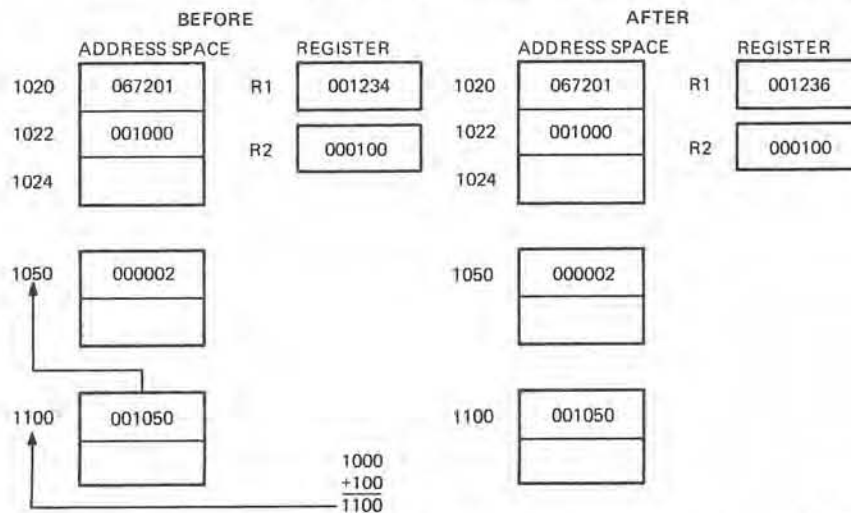 BEFORE AFTER
ADDRESS SPACE REGISTER ADDRESS SPACE REGISTER
1020 067201 R1 001234 1020 067201 R1 001236
1022 001000 R2 000100 1022 001000 R2 000100
1024 1024
1050 000002 1050 000002
1100 001050 1100 001050
1000
+100
1100